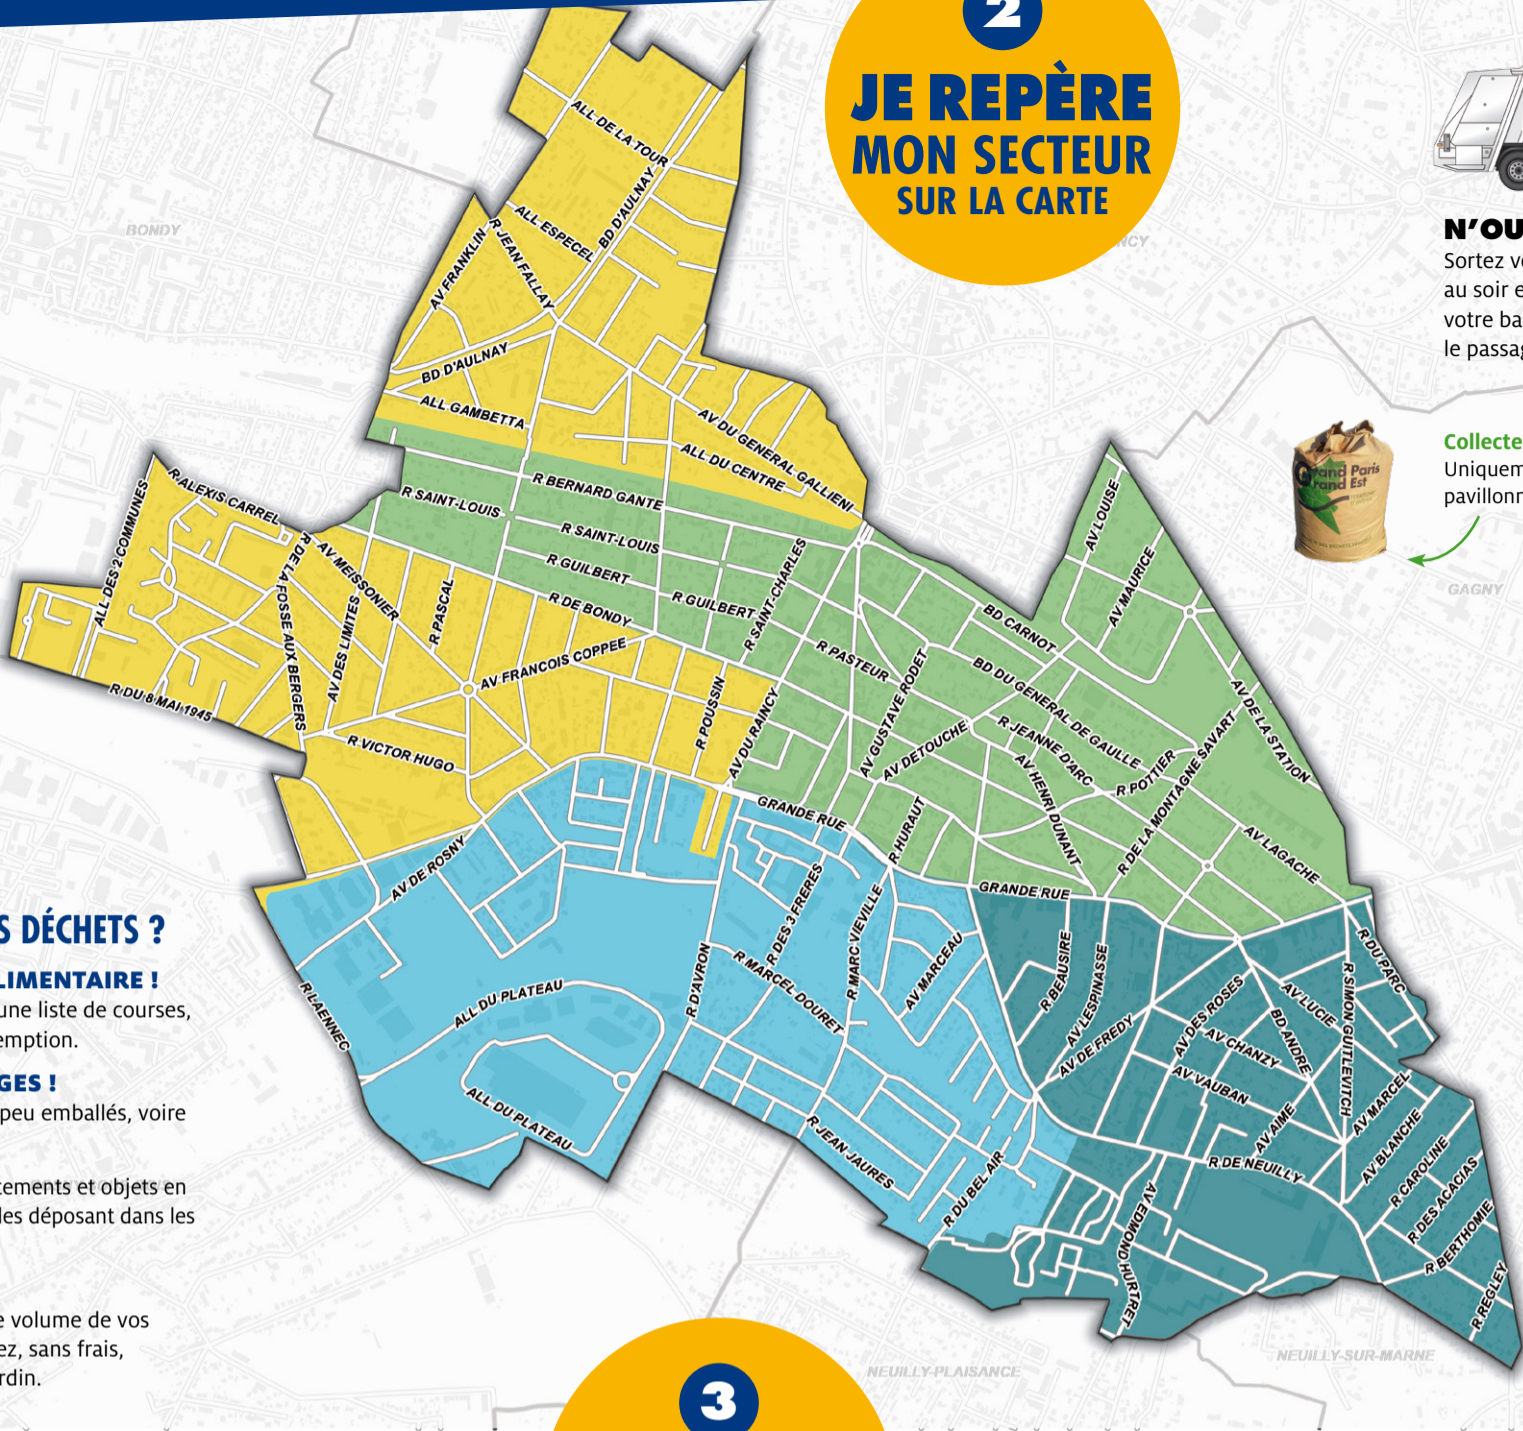 2
JE REPÈRE
MON SECTEUR
SUR LA CARTE
BONDY
NCY
ALL DE LA TOUR
BD D'AULNAY
ALL ESPECEL
R JEAN FALLAY
AV FRANKLIN
BD D'AULNAY
ALL GAMBETTA
AV DU GENERAL GALLIENI
ALL DU CENTRE
N'OU
Sortez v
au soir e
votre ba
le passag
Collecte
Uniquem
pavillonn
Grand Paris
Grand Est
GAGNY
R BERNARD GANTE
R SAINT-LOUIS
R SAINT-LOUIS
R GUILBERT
R GUILBERT
R DE BONDY
R SAINT-CHARLES
R ALEXIS CARREL
ALL DES 2 COMMUNES
R DE LA FOSSE AUX BERGERS
AV MEISSONIER
AV DES LIMITES
R PASCAL
AV FRANCOIS COPPEE
R POUSSIN
AV DU RAINCY
R DU 8 MAI 1945
R VICTOR HUGO
AV LOUISE
AV MAURICE
BD CARNOT
R PASTEUR
AV GUSTAVE RODET
BD DU GENERAL DE GAULLE
AV DETOUCHE
R JEANNE D'ARC
AV HENRI DUNANT
R POTTIER
R DE LA MONTAGNE SAVART
AV DE LA STATION
AV LAGACHE
GRANDE RUE
R HURAUT
GRANDE RUE
AV DE ROSNY
R LAENNEC
ALL DU PLATEAU
ALL DU PLATEAU
R D'AVRON
R DES 3 FRERES
R MARCEL DOURET
R MARC VIEVILLE
AV MARCEAU
R JEAN JAURES
R DU BEL AIR
R BEAUSIRE
AV LESPINASSE
AV DE FREDY
AV DES ROSES
AV CHANZY
AV VAUBAN
BD ANDRE
AV LUCIE
AV AIME
R SIMON GUITLEVITCH
R DU PARC
AV MARCEL
AV BLANCHE
R CAROLINE
R DES ACACIAS
R BERTHOMIE
R REGLEY
R DE NEUILLY
AV EDMOND HURTRET
NEUILLY-PLAISANCE
NEUILLY-SUR-MARNE
S DÉCHETS ?
LIMENTAIRE !
une liste de courses,
emption.
GES !
peu emballés, voire
tements et objets en
les déposant dans les
e volume de vos
ez, sans frais,
rdin.
3